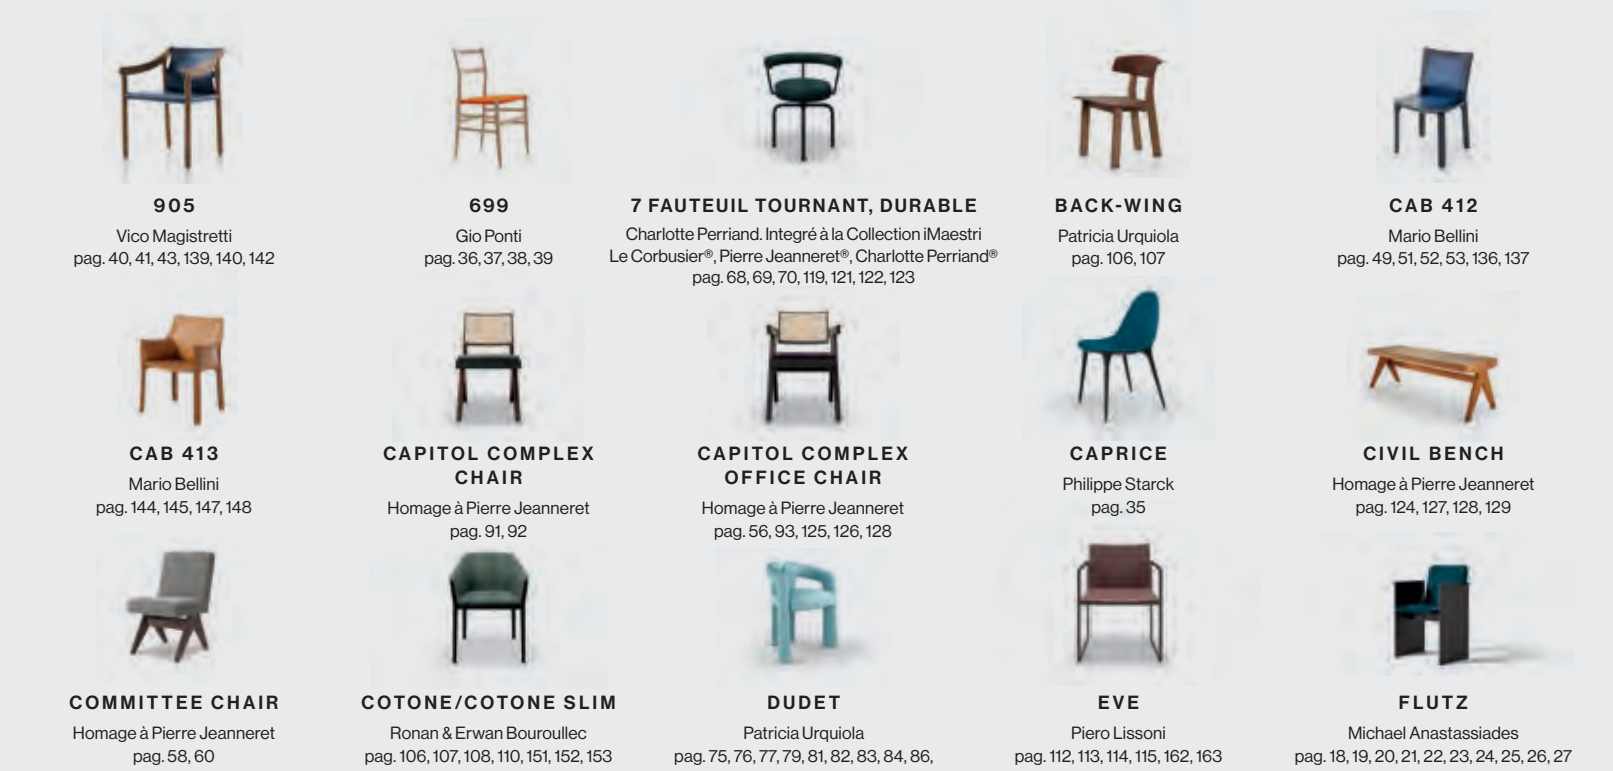 905
Vico Magistretti
pag. 40, 41, 43, 139, 140, 142
699
Gio Ponti
pag. 36, 37, 38, 39
7 FAUTEUIL TOURNANT, DURABLE
Charlotte Perriand. Integré à la Collection iMaestri
Le Corbusier®, Pierre Jeanneret®, Charlotte Perriand®
pag. 68, 69, 70, 119, 121, 122, 123
BACK-WING
Patricia Urquiola
pag. 106, 107
CAB 412
Mario Bellini
pag. 49, 51, 52, 53, 136, 137
CAB 413
Mario Bellini
pag. 144, 145, 147, 148
CAPITOL COMPLEX
CHAIR
Homage à Pierre Jeanneret
pag. 91, 92
CAPITOL COMPLEX
OFFICE CHAIR
Homage à Pierre Jeanneret
pag. 56, 93, 125, 126, 128
CAPRICE
Philippe Starck
pag. 35
CIVIL BENCH
Homage à Pierre Jeanneret
pag. 124, 127, 128, 129
COMMITTEE CHAIR
Homage à Pierre Jeanneret
pag. 58, 60
COTONE/COTONE SLIM
Ronan & Erwan Bouroullec
pag. 106, 107, 108, 110, 151, 152, 153
DUDET
Patricia Urquiola
pag. 75, 76, 77, 79, 81, 82, 83, 84, 86,
EVE
Piero Lissoni
pag. 112, 113, 114, 115, 162, 163
FLUTZ
Michael Anastassiades
pag. 18, 19, 20, 21, 22, 23, 24, 25, 26, 27